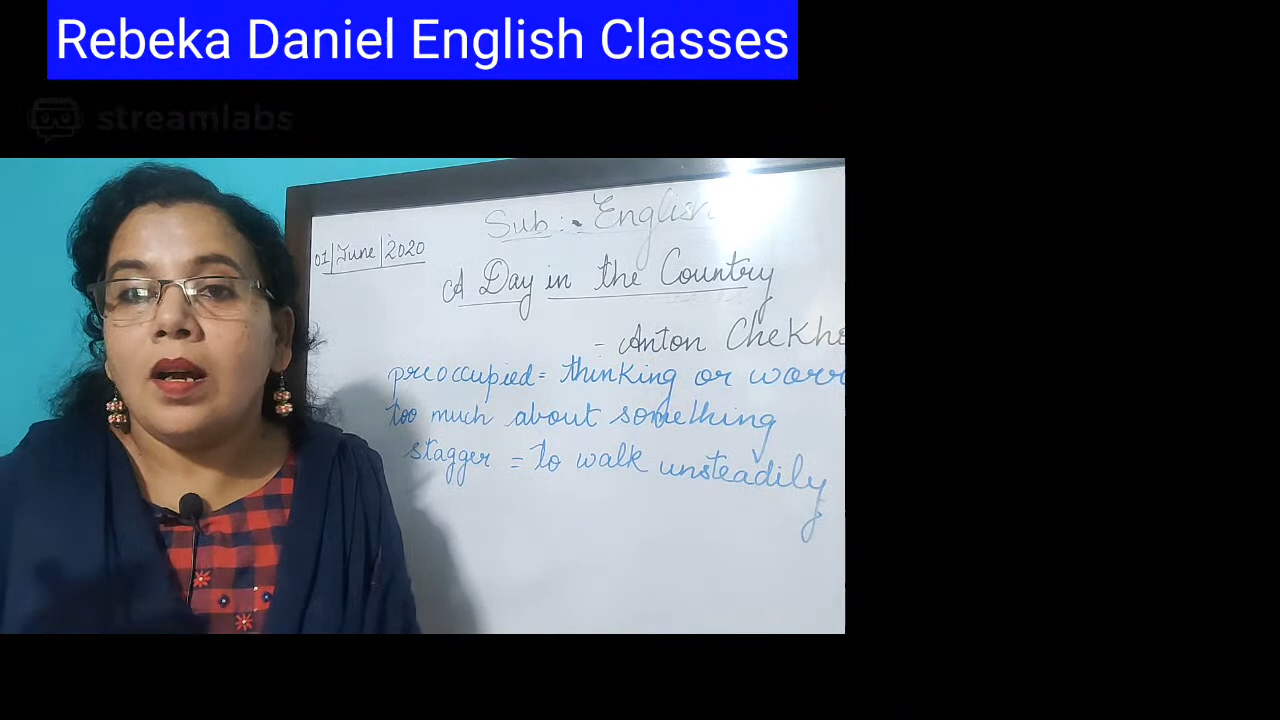 Rebeka Daniel English Classes
streamlabs
Sub :- English
01|June|2020
A Day in the Country
- Anton Chekho
preoccupied = thinking or worr
too much about something
stagger = to walk unsteadily